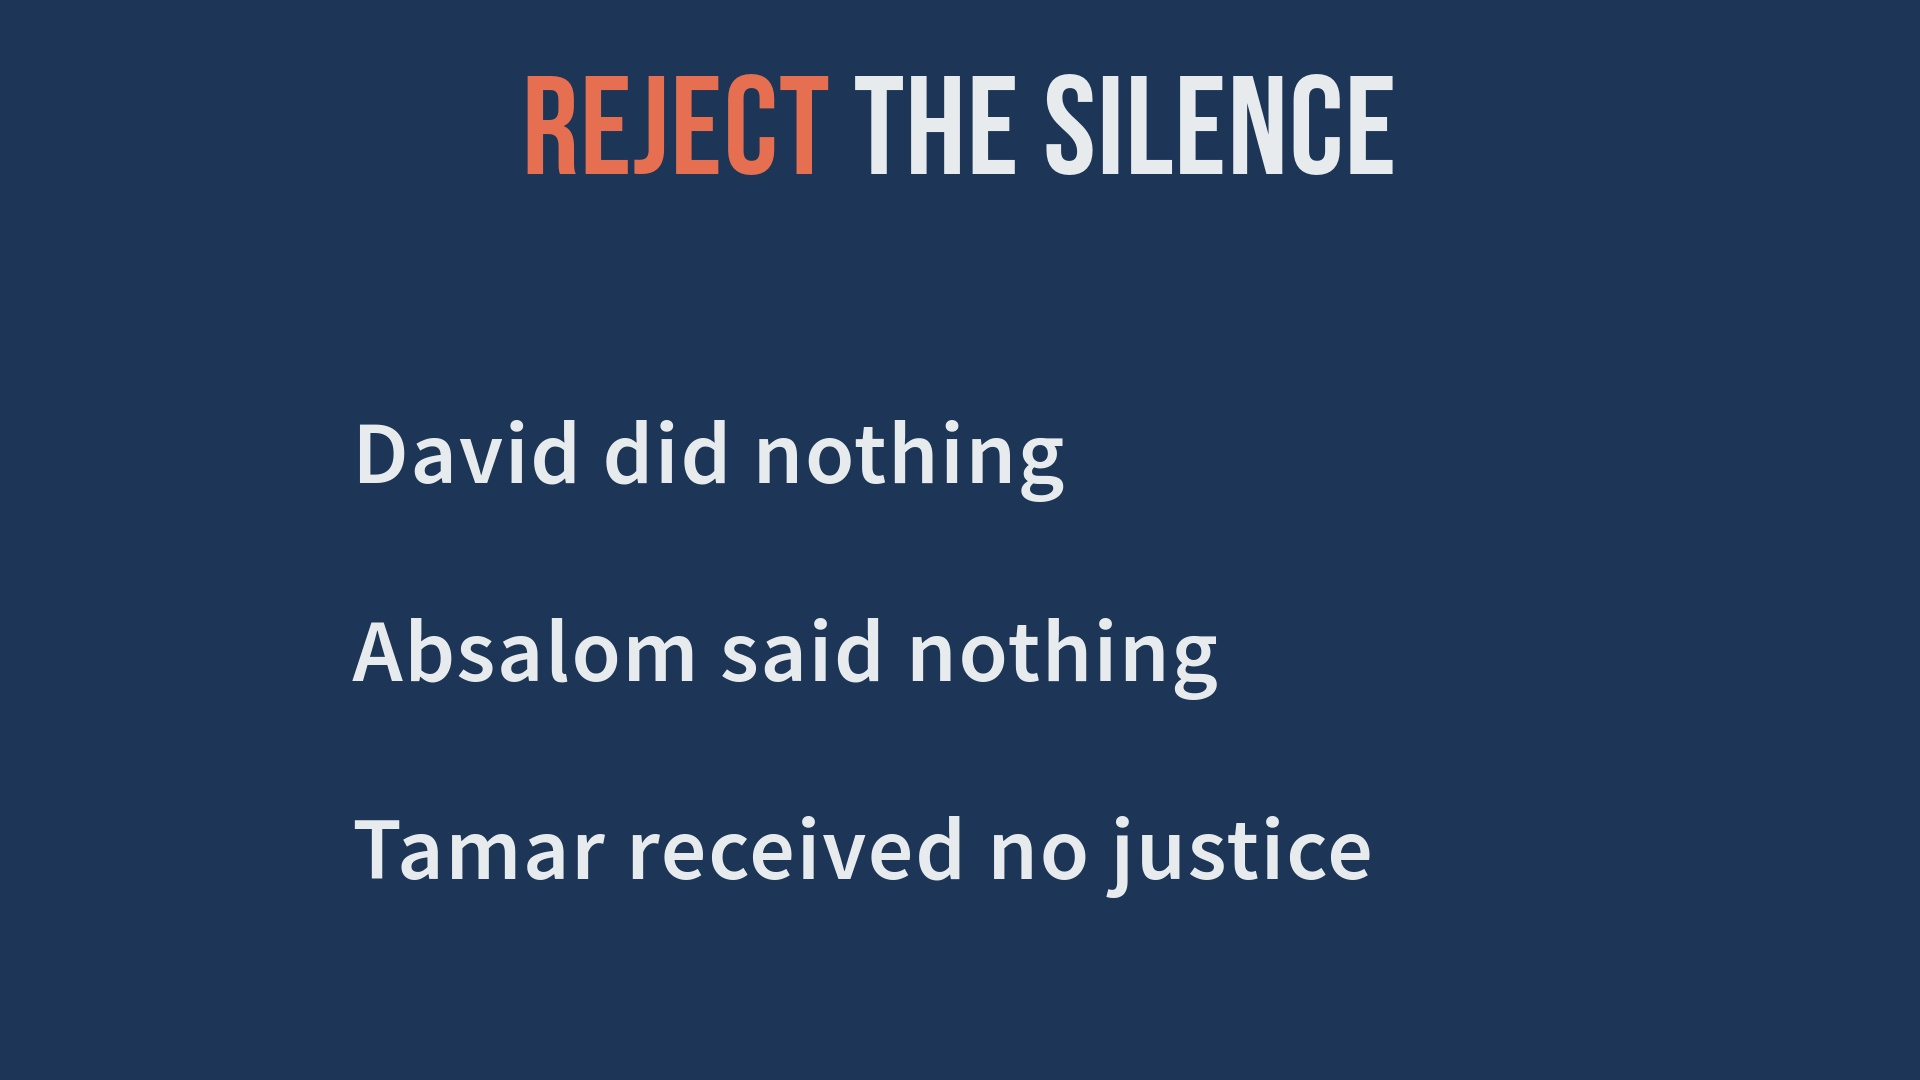 REJECT THE SILENCE
David did nothing
Absalom said nothing
Tamar received no justice